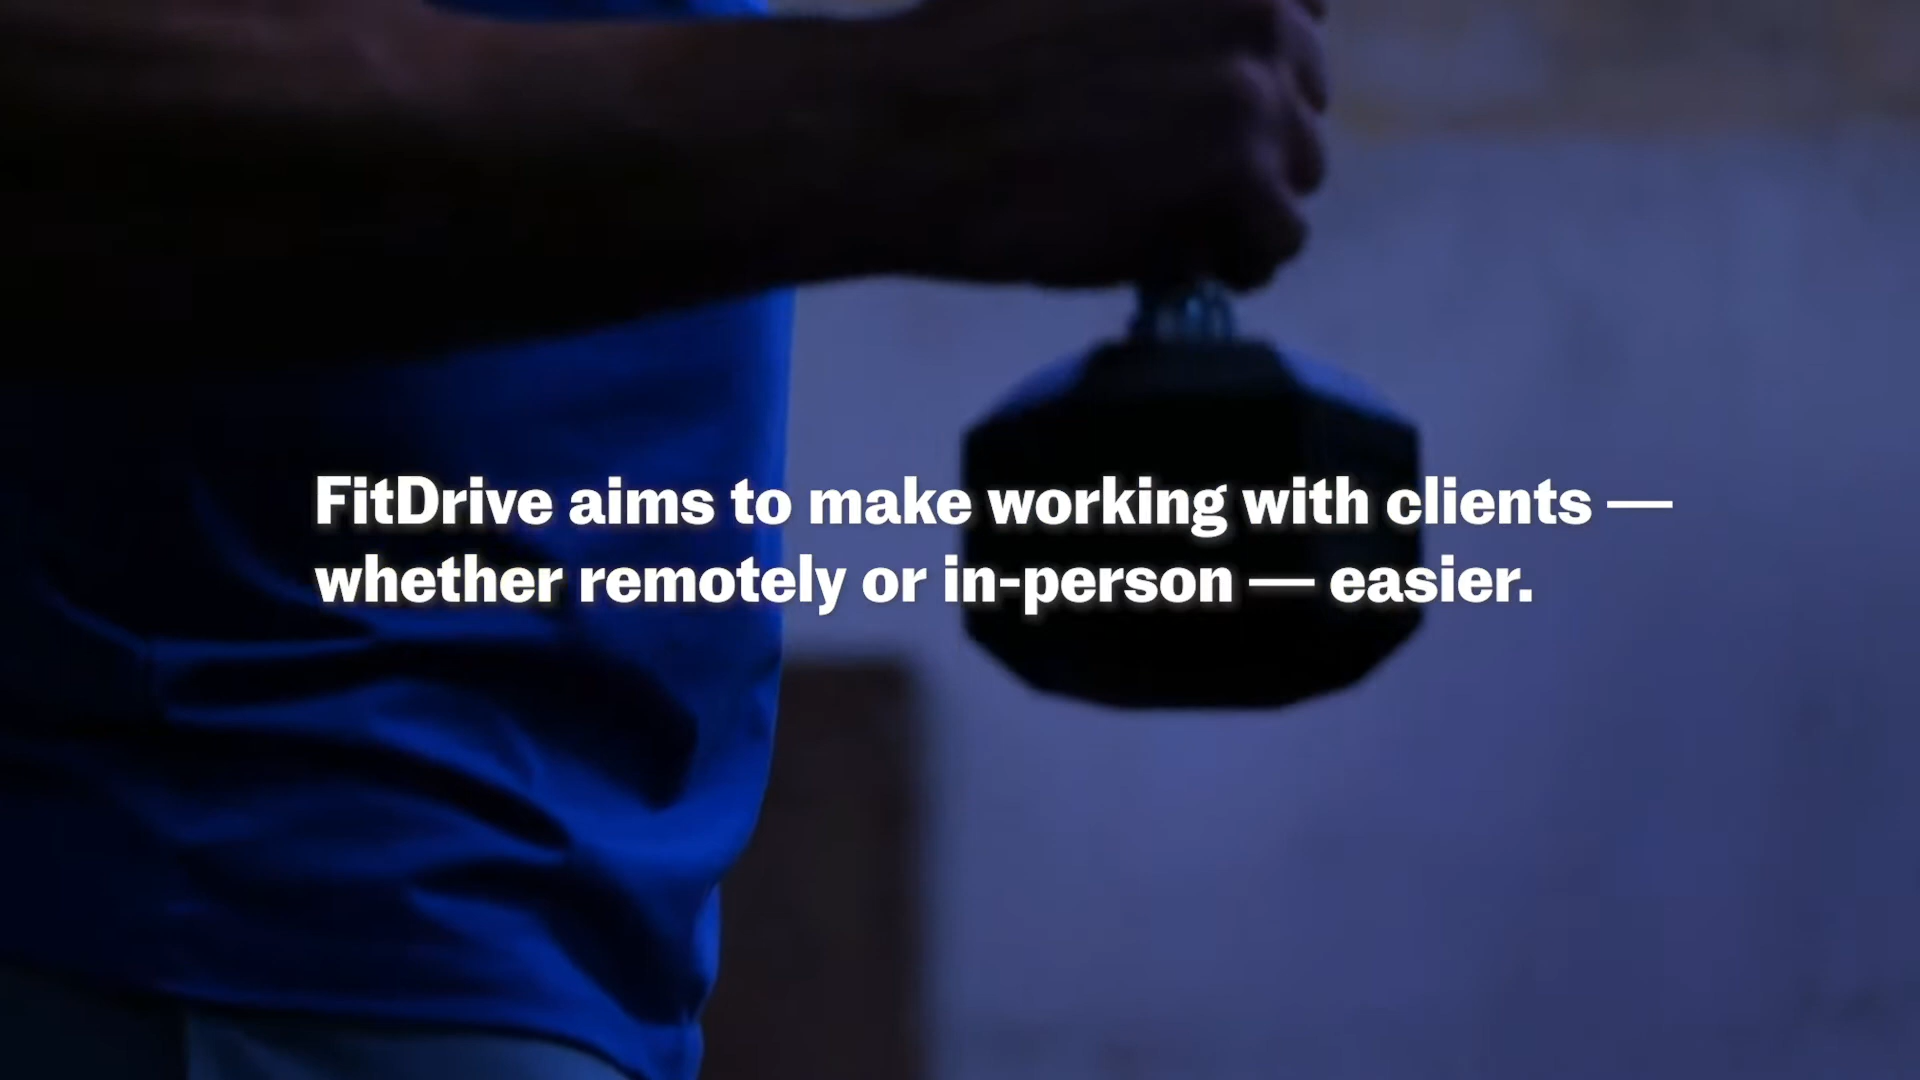 FitDrive aims to make working with clients —
whether remotely or in-person — easier.